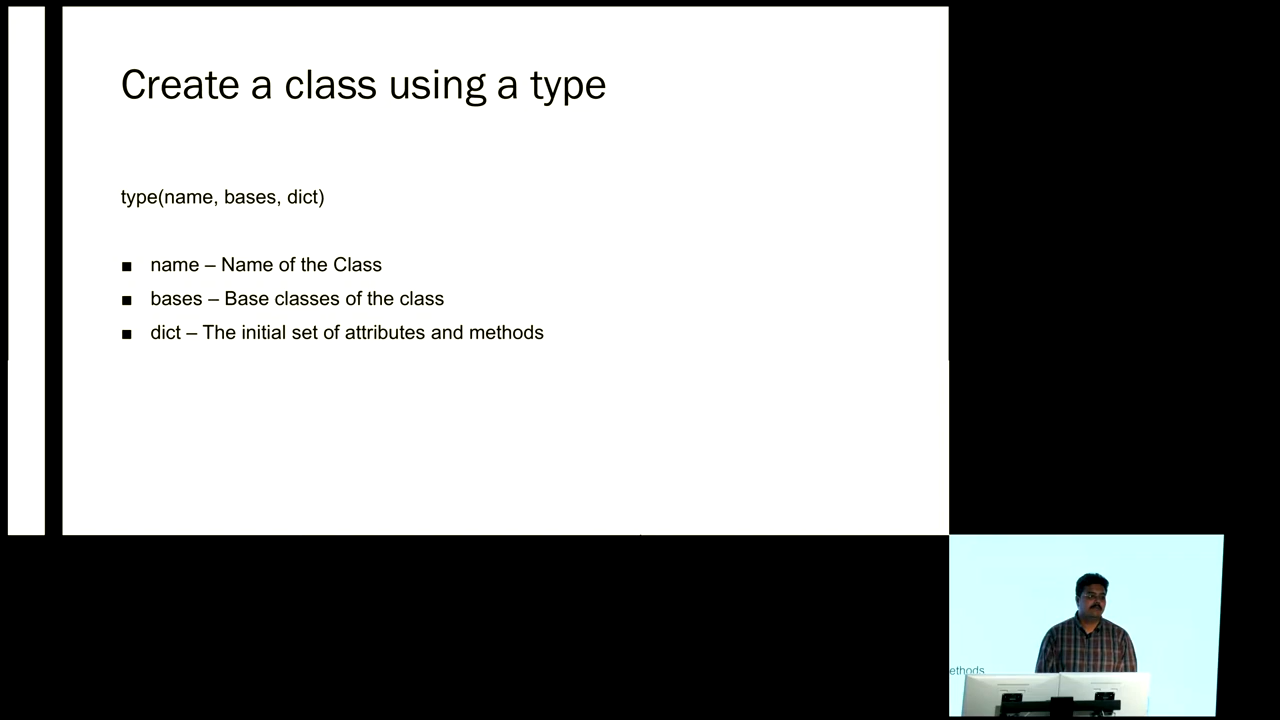 Create a class using a type
type(name, bases, dict)
■ name – Name of the Class
■ bases – Base classes of the class
■ dict – The initial set of attributes and methods
ethods